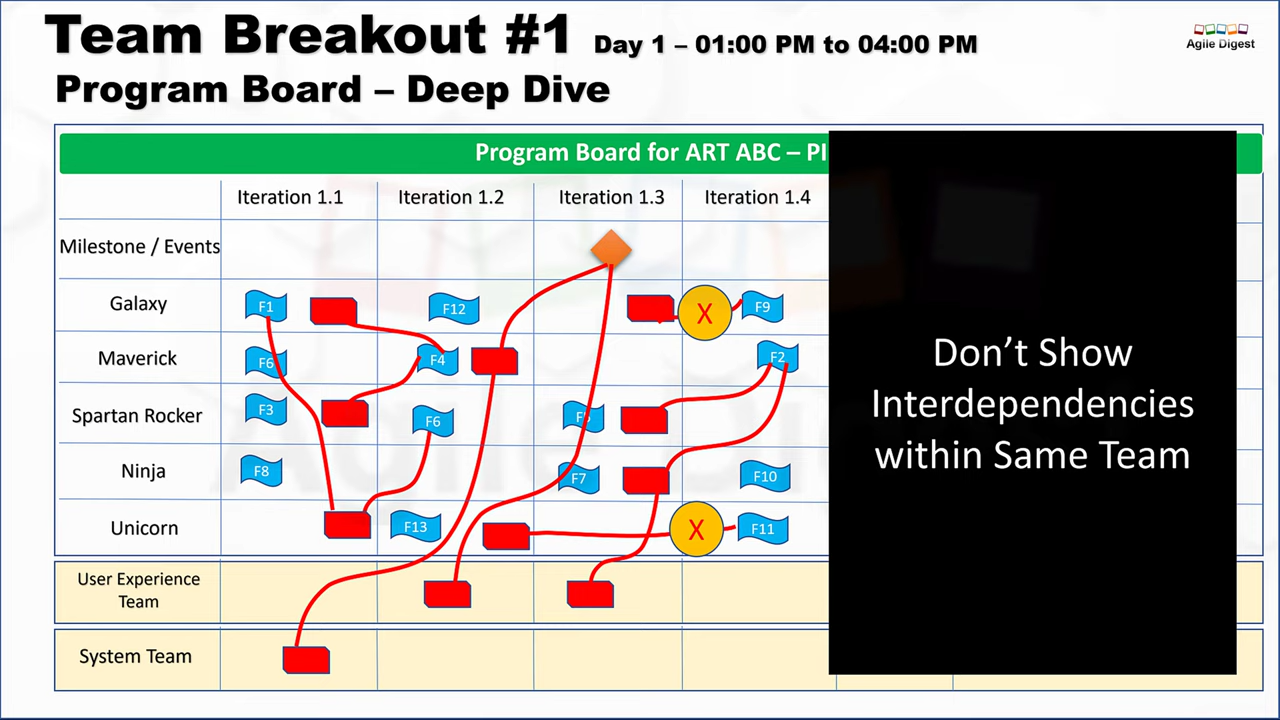 Team Breakout #1 Day 1 – 01:00 PM to 04:00 PM
Agile Digest
Program Board – Deep Dive
Program Board for ART ABC – PI
Iteration 1.1 Iteration 1.2 Iteration 1.3 Iteration 1.4
Milestone / Events
Galaxy F1 F12 X F9
Maverick F6 F4 F2
Spartan Rocker F3 F6
Ninja F8 F7 F10
Unicorn F13 X F11
User Experience
Team
System Team
Don’t Show
Interdependencies
within Same Team